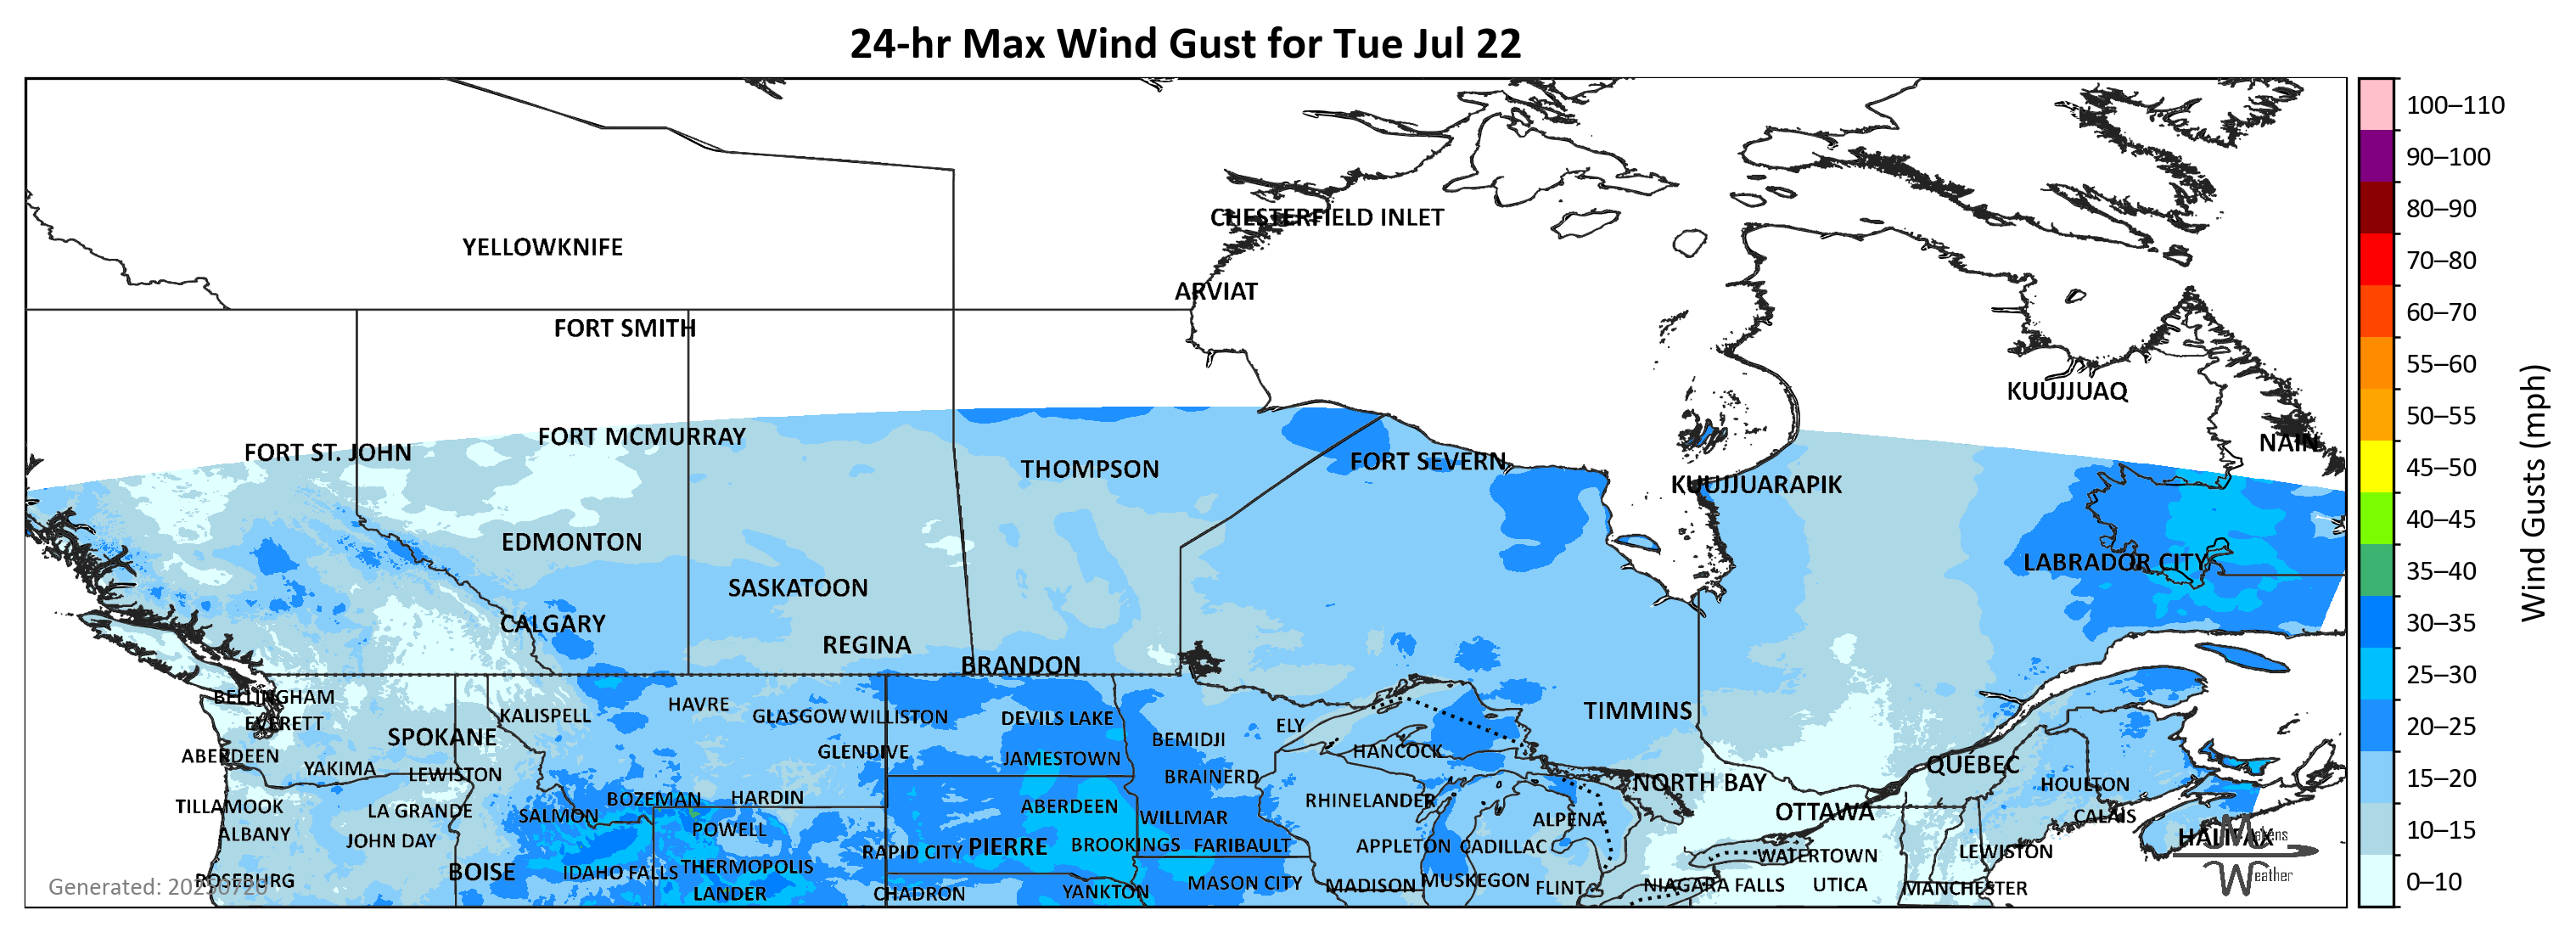 24-hr Max Wind Gust for Tue Jul 22
100–110
90–100
80–90
70–80
60–70
55–60
50–55
45–50
40–45
35–40
30–35
25–30
20–25
15–20
10–15
0–10
Wind Gusts (mph)
CHESTERFIELD INLET
YELLOWKNIFE
ARVIAT
FORT SMITH
KUUJJUAQ
FORT MCMURRAY
NAIN
FORT ST. JOHN
FORT SEVERN
THOMPSON
KUUJJUARAPIK
EDMONTON
LABRADOR CITY
SASKATOON
CALGARY
REGINA
BRANDON
BELLINGHAM
HAVRE
TIMMINS
KALISPELL
GLASGOW WILLISTON
DEVILS LAKE
EVERETT
ELY
SPOKANE
BEMIDJI
HANCOCK
GLENDIVE
ABERDEEN
JAMESTOWN
QUÉBEC
YAKIMA
LEWISTON
BRAINERD
NORTH BAY
HOULTON
BOZEMAN
HARDIN
RHINELANDER
TILLAMOOK
ABERDEEN
LA GRANDE
OTTAWA
SALMON
CALAIS
WILLMAR
ALPENA
POWELL
ALBANY
HALIFAX
Makens
JOHN DAY
RAPID CITY
PIERRE
BROOKINGS
FARIBAULT
APPLETON
CADILLAC
LEWISTON
WATERTOWN
BOISE
IDAHO FALLS
THERMOPOLIS
Weather
ROSEBURG
MUSKEGON
MASON CITY
MADISON
FLINT
NIAGARA FALLS
UTICA
MANCHESTER
LANDER
CHADRON
YANKTON
Generated: 20250720